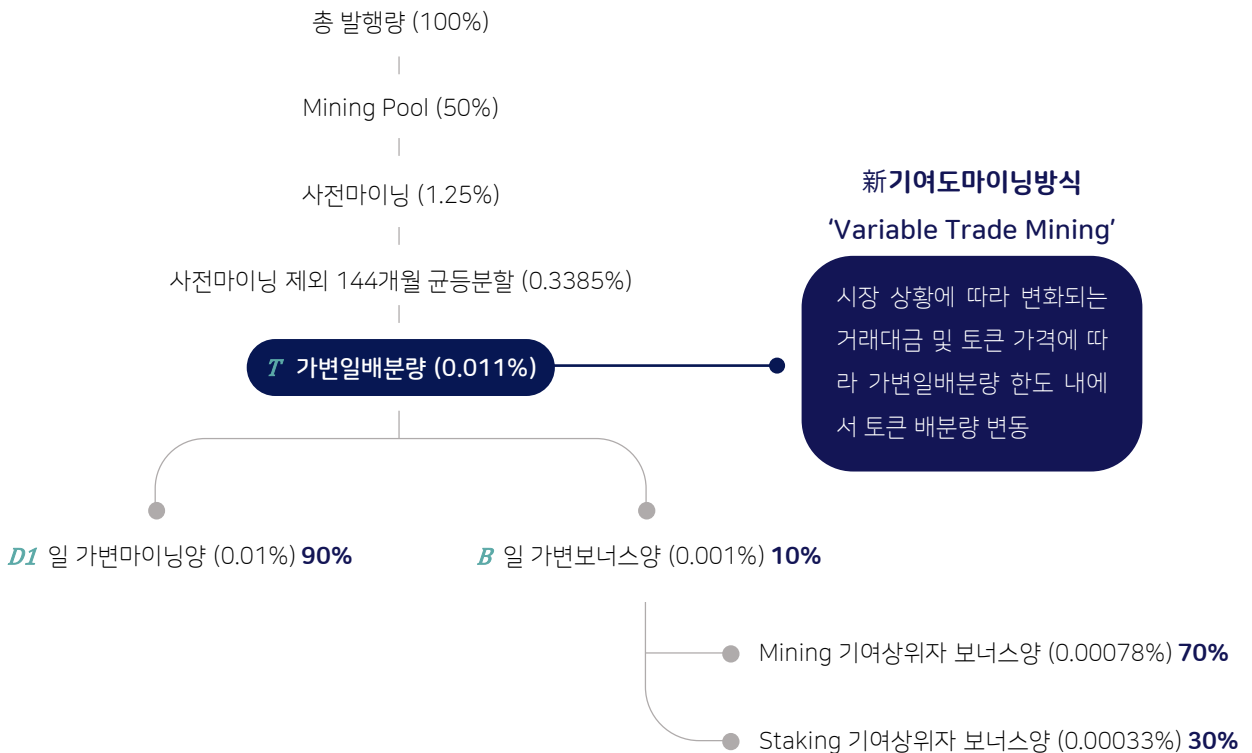 총 발행량 (100%)
Mining Pool (50%)
사전마이닝 (1.25%)
사전마이닝 제외 144개월 균등분할 (0.3385%)
T 가변일배분량 (0.011%)
新기여도마이닝방식
‘Variable Trade Mining’
시장 상황에 따라 변화되는
거래대금 및 토큰 가격에 따
라 가변일배분량 한도 내에
서 토큰 배분량 변동
D1 일 가변마이닝양 (0.01%) 90%
B 일 가변보너스양 (0.001%) 10%
Mining 기여상위자 보너스양 (0.00078%) 70%
Staking 기여상위자 보너스양 (0.00033%) 30%